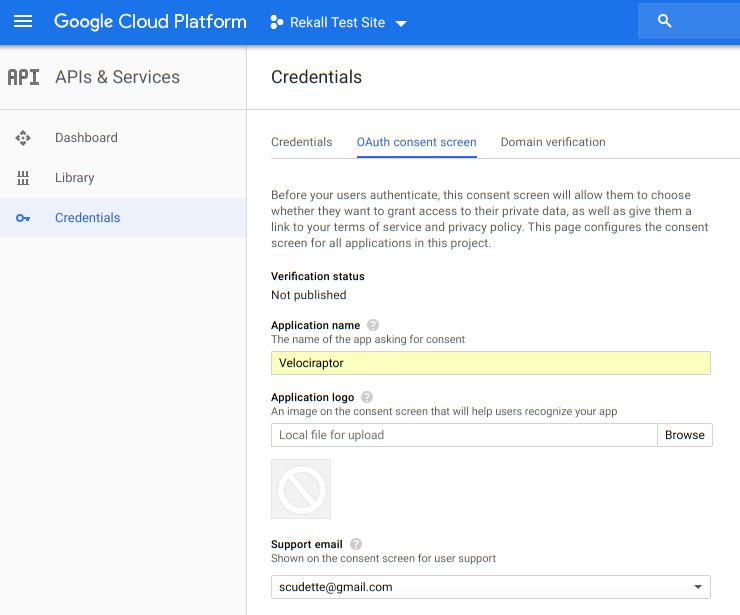 Google Cloud Platform
Rekall Test Site
API APIs & Services
Credentials
Dashboard
Library
Credentials
Credentials OAuth consent screen Domain verification
Before your users authenticate, this consent screen will allow them to choose
whether they want to grant access to their private data, as well as give them a
link to your terms of service and privacy policy. This page configures the consent
screen for all applications in this project.
Verification status
Not published
Application name ?
The name of the app asking for consent
Velociraptor
Application logo ?
An image on the consent screen that will help users recognize your app
Local file for upload Browse
Support email ?
Shown on the consent screen for user support
scudette@gmail.com